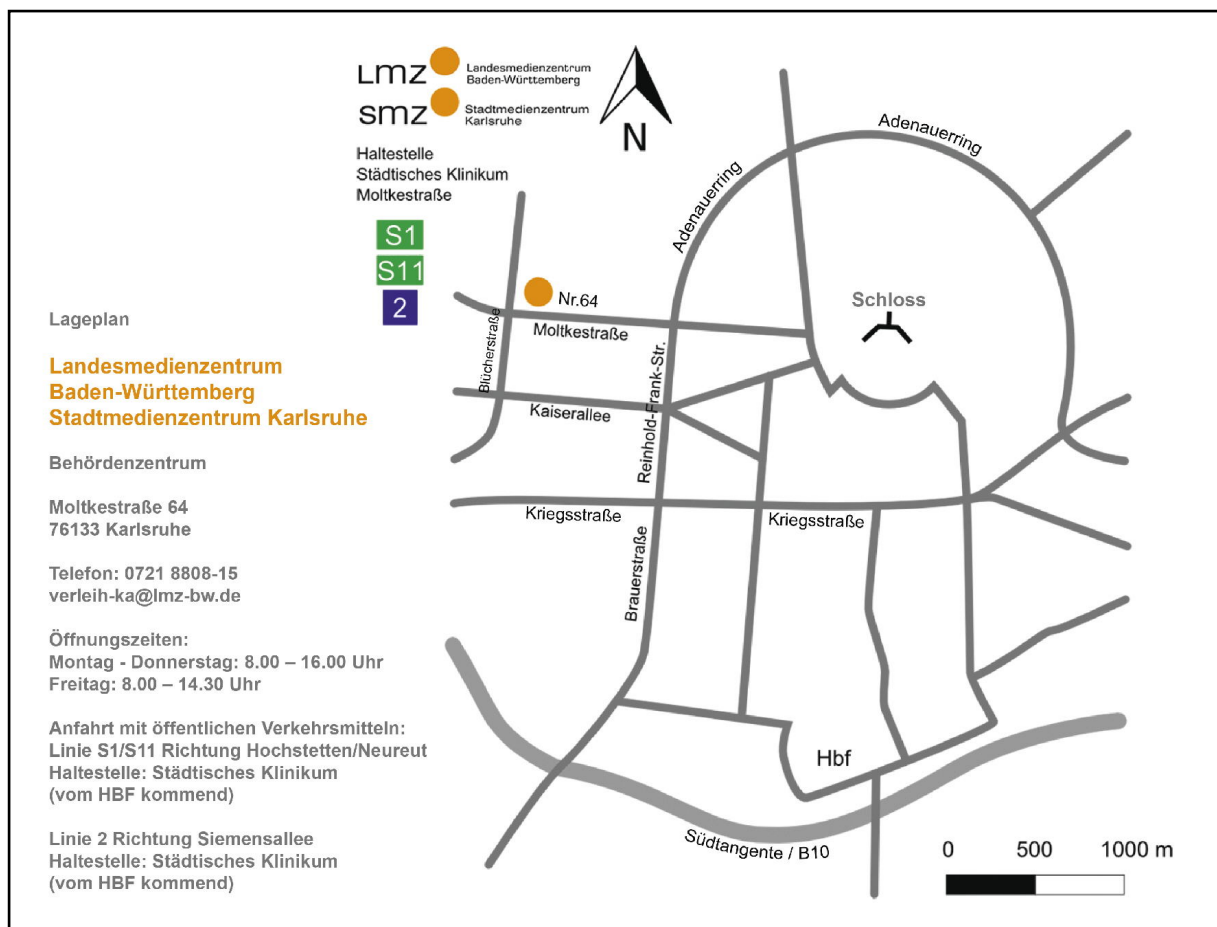 Lmz
Landesmedienzentrum
Baden-Württemberg
smz
Stadtmedienzentrum
Karlsruhe
N
Haltestelle
Städtisches Klinikum
Moltkestraße
S1
S11
2
Lageplan
Landesmedienzentrum
Baden-Württemberg
Stadtmedienzentrum Karlsruhe
Behördenzentrum
Moltkestraße 64
76133 Karlsruhe
Telefon: 0721 8808-15
verleih-ka@lmz-bw.de
Öffnungszeiten:
Montag - Donnerstag: 8.00 – 16.00 Uhr
Freitag: 8.00 – 14.30 Uhr
Anfahrt mit öffentlichen Verkehrsmitteln:
Linie S1/S11 Richtung Hochstetten/Neureut
Haltestelle: Städtisches Klinikum
(vom HBF kommend)
Linie 2 Richtung Siemensallee
Haltestelle: Städtisches Klinikum
(vom HBF kommend)
Adenauerring
Adenauerring
Nr.64
Schloss
Moltkestraße
Blücherstraße
Kaiserallee
Reinhold-Frank-Str.
Kriegsstraße
Kriegsstraße
Brauerstraße
Hbf
Südtangente / B10
0 500 1000 m